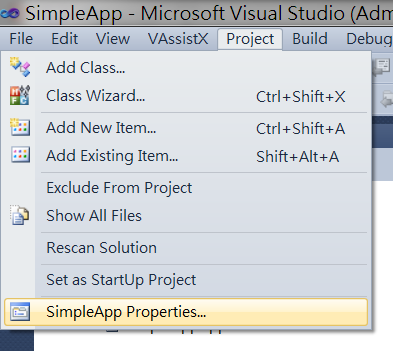 SimpleApp - Microsoft Visual Studio (Adm
File Edit View VAssistX Project Build Debug
Add Class...
Class Wizard... Ctrl+Shift+X
Add New Item... Ctrl+Shift+A
Add Existing Item... Shift+Alt+A
Exclude From Project
Show All Files
Rescan Solution
Set as StartUp Project
SimpleApp Properties...